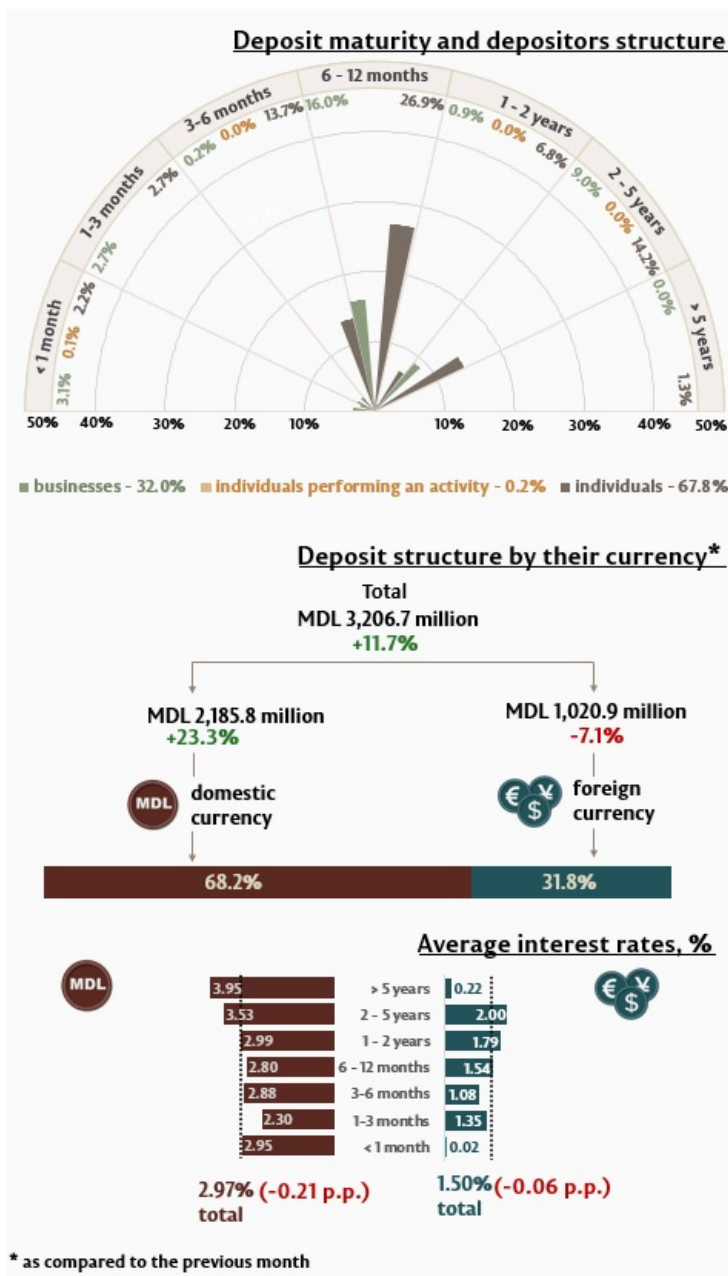 Deposit maturity and depositors structure
< 1 month
1-3 months
3-6 months
6 - 12 months
1 - 2 years
2 - 5 years
> 5 years
3.1% 0.1% 2.2%
2.7% 2.7%
0.2% 0.0% 13.7%
16.0% 26.9%
0.9% 0.0% 6.8%
9.0% 0.0% 14.2%
0.0% 1.3%
50% 40% 30% 20% 10% 10% 20% 30% 40% 50%
businesses - 32.0% individuals performing an activity - 0.2% individuals - 67.8%
Deposit structure by their currency*
Total
MDL 3,206.7 million
+11.7%
MDL 2,185.8 million
+23.3%
MDL 1,020.9 million
-7.1%
MDL
domestic
currency
€ ¥ $
foreign
currency
68.2% 31.8%
Average interest rates, %
MDL
€ ¥ $
3.95 > 5 years 0.22
3.53 2 - 5 years 2.00
2.99 1 - 2 years 1.79
2.80 6 - 12 months 1.54
2.88 3-6 months 1.08
2.30 1-3 months 1.35
2.95 < 1 month 0.02
2.97% (-0.21 p.p.)
total
1.50% (-0.06 p.p.)
total
* as compared to the previous month